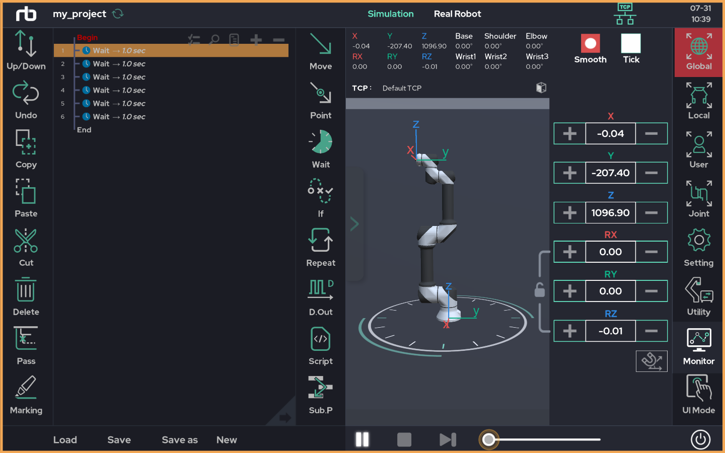 rb my_project Simulation Real Robot TCP 07-31
10:39
Up/Down
Undo
Copy
Paste
Cut
Delete
Pass
Marking
Begin
1 Wait → 1.0 sec
2 Wait → 1.0 sec
3 Wait → 1.0 sec
4 Wait → 1.0 sec
5 Wait → 1.0 sec
6 Wait → 1.0 sec
End
Move
Point
Wait
If
Repeat
D
D.Out
Script
Sub.P
X Y Z Base Shoulder Elbow
-0.04 -207.40 1096.90 0.00° 0.00° 0.00°
RX RY RZ Wrist1 Wrist2 Wrist3
0.00 0.00 -0.01 0.00° 0.00° 0.00°
Smooth Tick
TCP : Default TCP
Z
X Y
Z
Y
X
X
+ -0.04 −
Y
+ -207.40 −
Z
+ 1096.90 −
RX
+ 0.00 −
RY
+ 0.00 −
RZ
+ -0.01 −
Global
Local
User
Joint
Setting
Utility
Monitor
UI Mode
Load Save Save as New